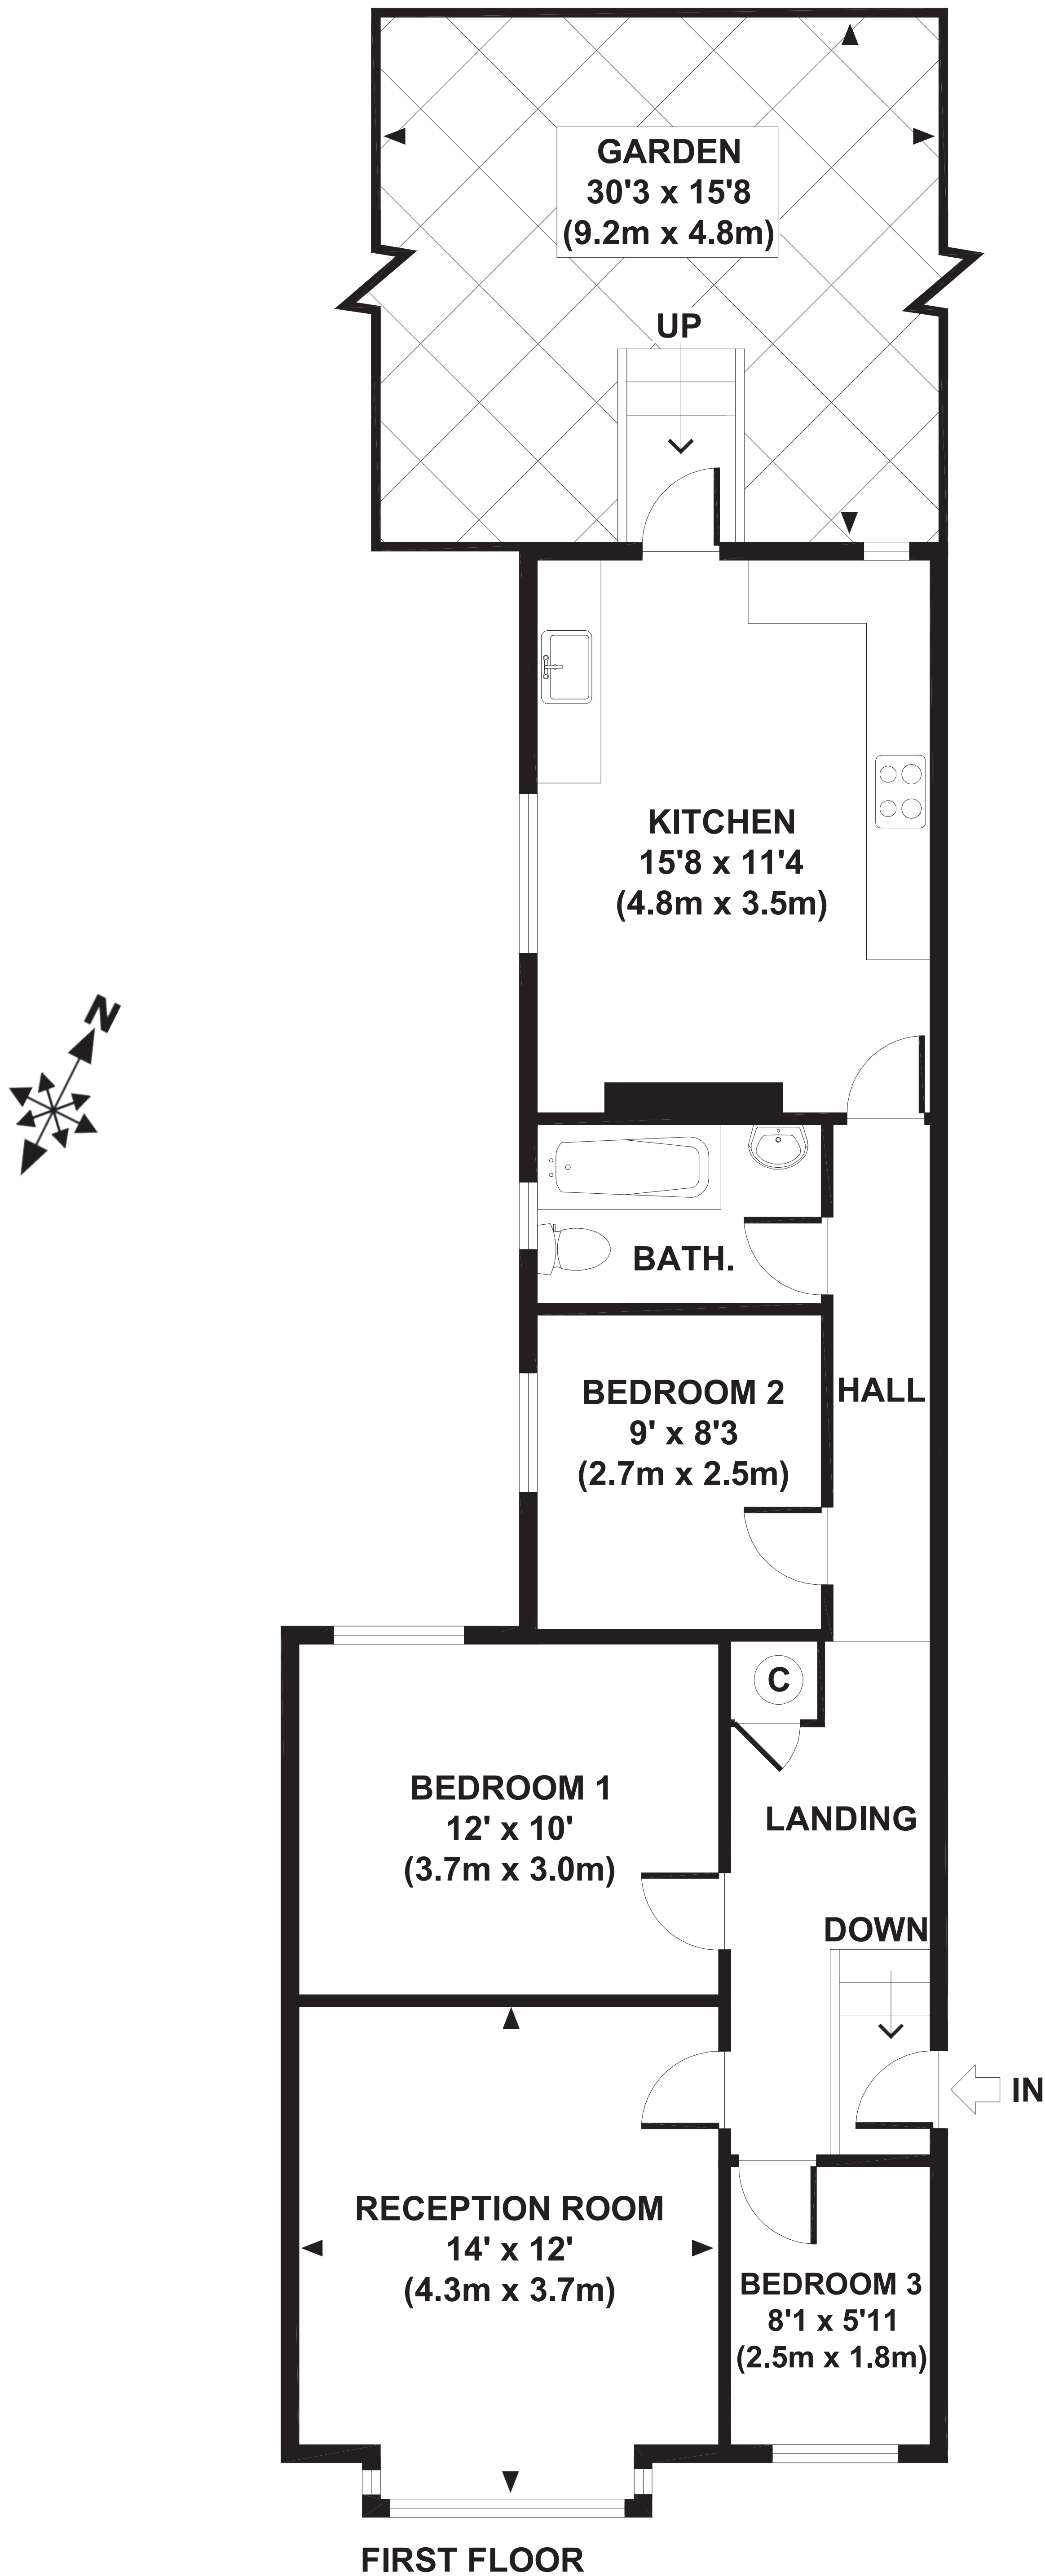 GARDEN
30'3 x 15'8
(9.2m x 4.8m)
UP
KITCHEN
15'8 x 11'4
(4.8m x 3.5m)
N
BATH.
BEDROOM 2
9' x 8'3
(2.7m x 2.5m)
HALL
C
BEDROOM 1
12' x 10'
(3.7m x 3.0m)
LANDING
DOWN
IN
RECEPTION ROOM
14' x 12'
(4.3m x 3.7m)
BEDROOM 3
8'1 x 5'11
(2.5m x 1.8m)
FIRST FLOOR